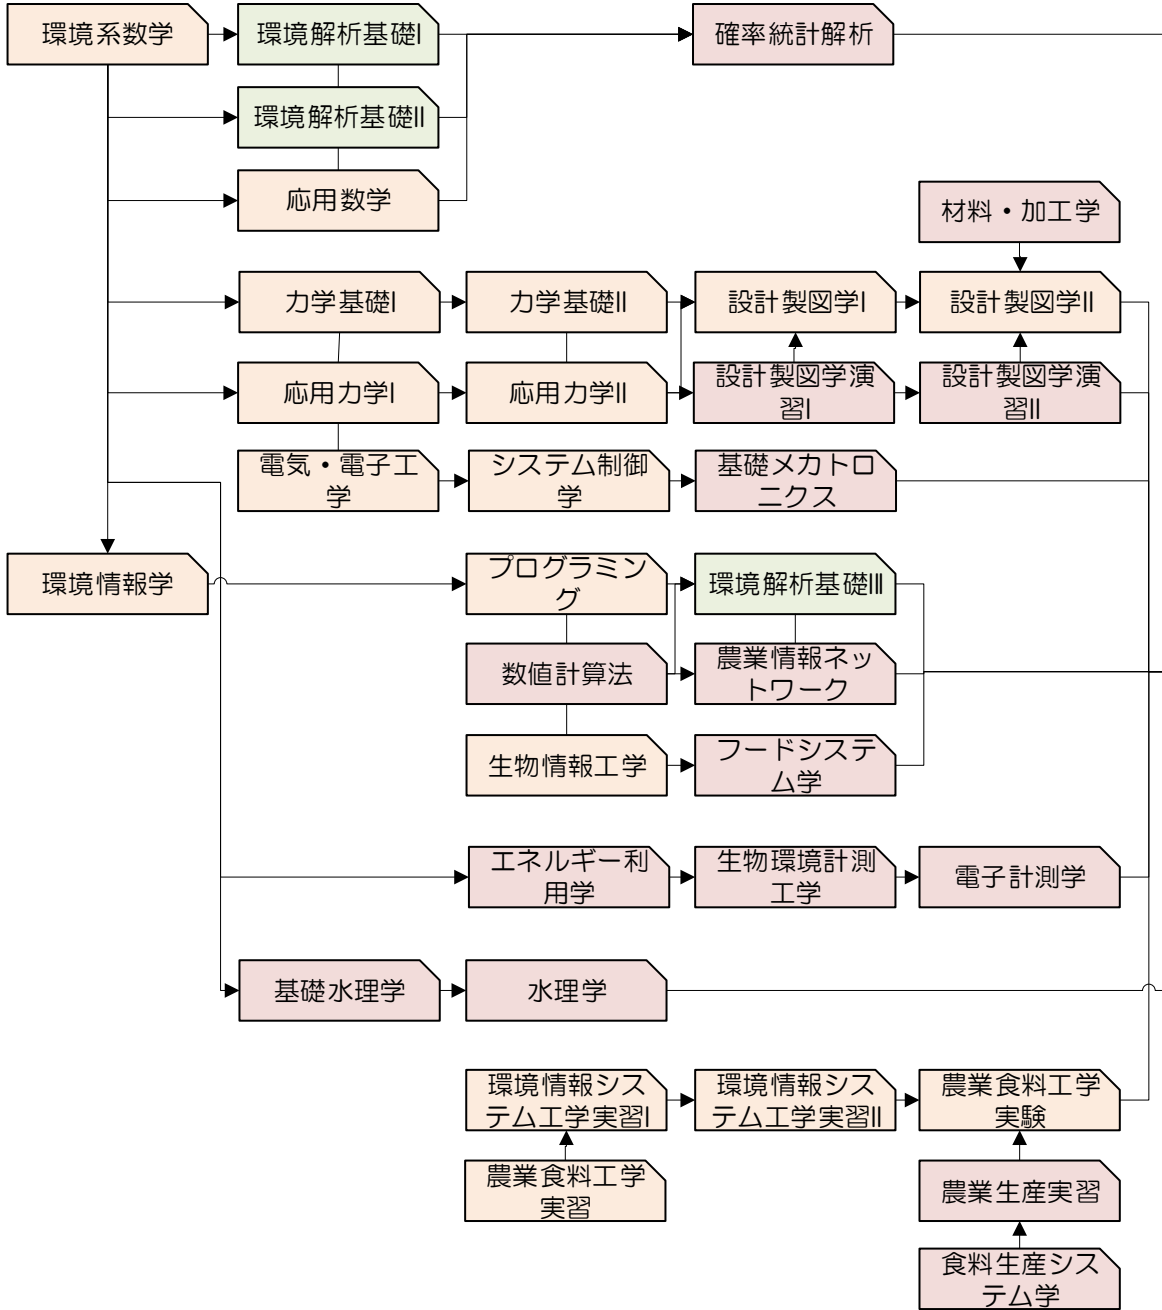 環境系数学
環境解析基礎Ⅰ
確率統計解析
環境解析基礎Ⅱ
応用数学
材料・加工学
力学基礎Ⅰ
力学基礎Ⅱ
設計製図学Ⅰ
設計製図学Ⅱ
応用力学Ⅰ
応用力学Ⅱ
設計製図学演
習Ⅰ
設計製図学演
習Ⅱ
電気・電子工
学
システム制御
学
基礎メカトロ
ニクス
環境情報学
プログラミン
グ
環境解析基礎Ⅲ
数値計算法
農業情報ネッ
トワーク
生物情報工学
フードシステ
ム学
エネルギー利
用学
生物環境計測
工学
電子計測学
基礎水理学
水理学
環境情報シス
テム工学実習Ⅰ
環境情報シス
テム工学実習Ⅱ
農業食料工学
実験
農業食料工学
実習
農業生産実習
食料生産シス
テム学